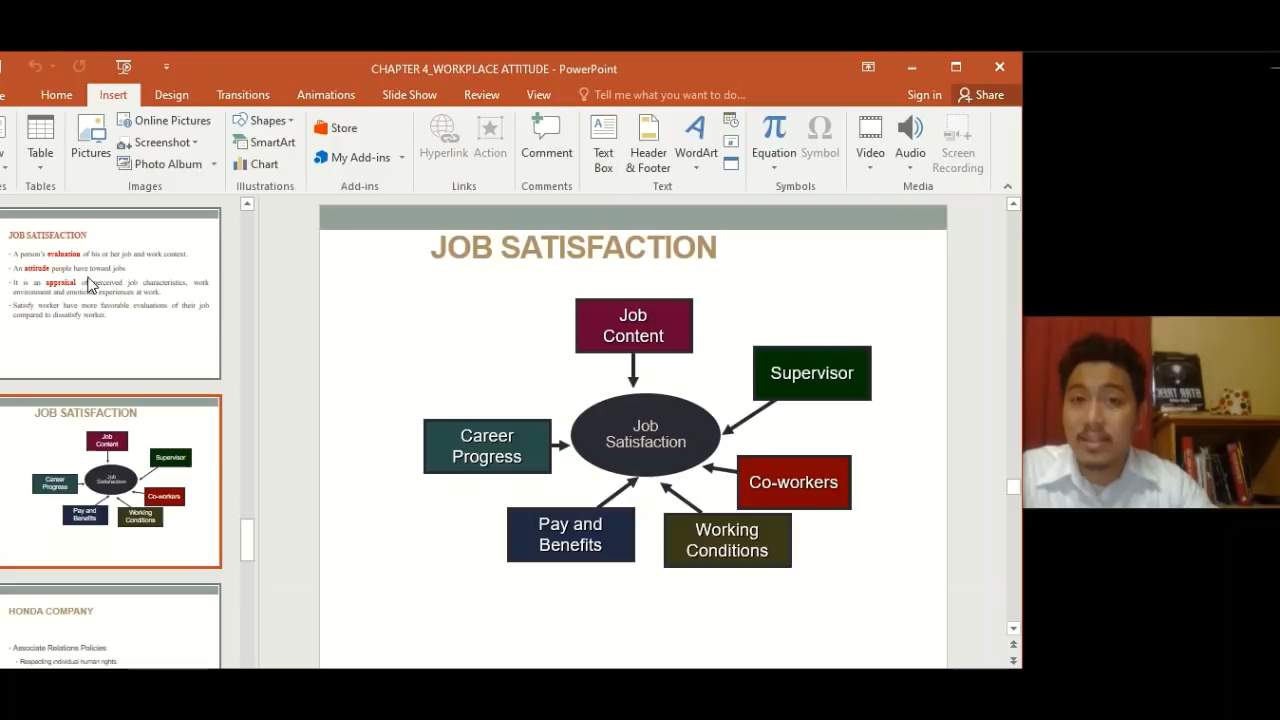 CHAPTER 4_WORKPLACE ATTITUDE - PowerPoint
Home Insert Design Transitions Animations Slide Show Review View Tell me what you want to do... Sign in Share
Table
Tables
Pictures
Online Pictures
Screenshot
Photo Album
Images
Shapes
SmartArt
Chart
Illustrations
Store
My Add-ins
Add-ins
Hyperlink
Action
Links
Comment
Comments
Text
Box
Header
& Footer
WordArt
Text
Equation
Symbol
Symbols
Video
Audio
Screen
Recording
Media
JOB SATISFACTION
- A person's evaluation of his or her job and work context.
- An attitude people have toward jobs
- It is an appraisal of perceived job characteristics, work
environment and emotional experiences at work.
- Satisfy worker have more favorable evaluations of their job
compared to dissatisfy worker.
JOB SATISFACTION
Job
Content
Supervisor
Job
Satisfaction
Career
Progress
Co-workers
Pay and
Benefits
Working
Conditions
HONDA COMPANY
- Associate Relations Policies
- Respecting individual human rights
JOB SATISFACTION
Job
Content
Supervisor
Job
Satisfaction
Career
Progress
Co-workers
Pay and
Benefits
Working
Conditions
STAR TREK